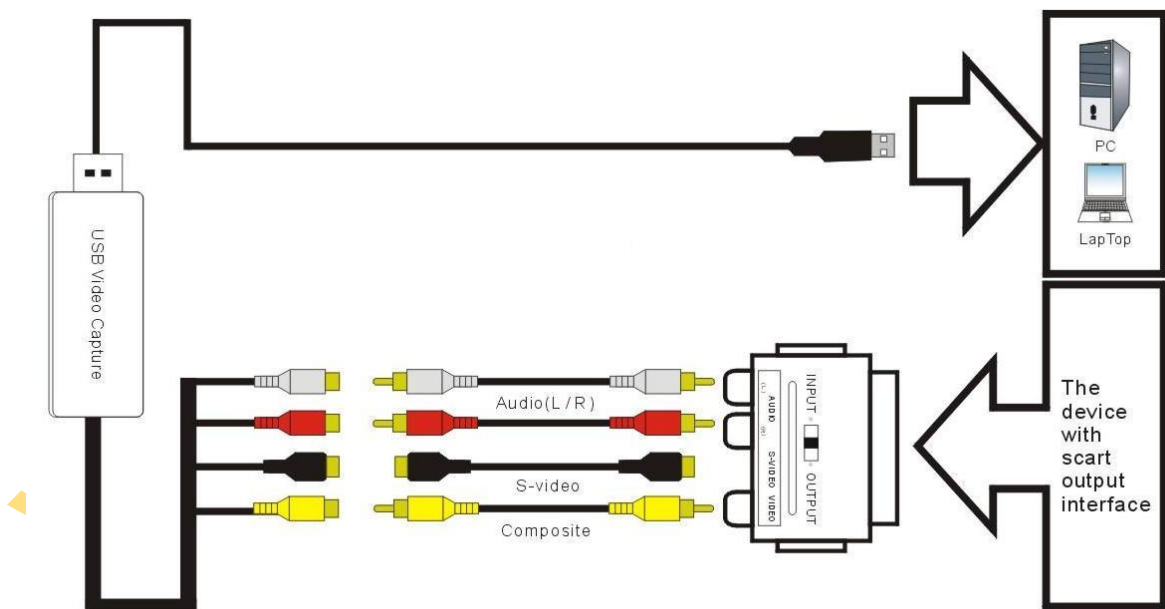 PC
LapTop
USB Video Capture
Audio(L/R)
S-video
Composite
INPUT
OUTPUT
(L)
AUDIO
(R)
S-VIDEO
VIDEO
The
device
with
scart
output
interface